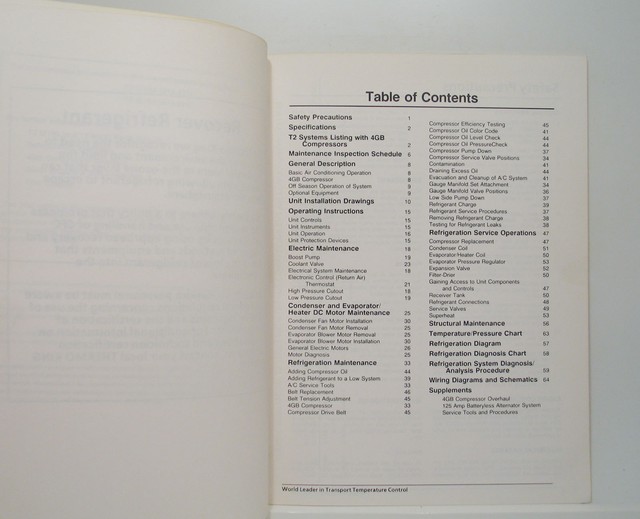 Table of Contents
Safety Precautions 1
Specifications 2
T2 Systems Listing with 4GB
Compressors 2
Maintenance Inspection Schedule 6
General Description 8
Basic Air Conditioning Operation 8
4GB Compressor 8
Off Season Operation of System 9
Optional Equipment 9
Unit Installation Drawings 10
Operating Instructions 15
Unit Controls 15
Unit Instruments 15
Unit Operation 16
Unit Protection Devices 15
Electric Maintenance 18
Boost Pump 19
Coolant Valve 23
Electrical System Maintenance 18
Electronic Control (Return Air)
Thermostat 21
High Pressure Cutout 18
Low Pressure Cutout 19
Condenser and Evaporator/
Heater DC Motor Maintenance 25
Condenser Fan Motor Installation 30
Condenser Fan Motor Removal 25
Evaporator Blower Motor Removal 25
Evaporator Blower Motor Installation 30
General Electric Motors 26
Motor Diagnosis 25
Refrigeration Maintenance 33
Adding Compressor Oil 44
Adding Refrigerant to a Low System 39
A/C Service Tools 33
Belt Replacement 46
Belt Tension Adjustment 45
4GB Compressor 33
Compressor Drive Belt 45
Compressor Efficiency Testing 45
Compressor Oil Color Code 41
Compressor Oil Level Check 44
Compressor Oil PressureCheck 44
Compressor Pump Down 37
Compressor Service Valve Positions 34
Contamination 41
Draining Excess Oil 44
Evacuation and Cleanup of A/C System 41
Gauge Manifold Set Attachment 34
Gauge Manifold Valve Positions 36
Low Side Pump Down 37
Refrigerant Charge 39
Refrigerant Service Procedures 37
Removing Refrigerant Charge 38
Testing for Refrigerant Leaks 38
Refrigeration Service Operations 47
Compressor Replacement 47
Condenser Coil 51
Evaporator/Heater Coil 50
Evaporator Pressure Regulator 53
Expansion Valve 52
Filter-Drier 50
Gaining Access to Unit Components
and Controls 47
Receiver Tank 50
Refrigerant Connections 48
Service Valves 49
Superheat 53
Structural Maintenance 56
Temperature/Pressure Chart 63
Refrigeration Diagram 57
Refrigeration Diagnosis Chart 58
Refrigeration System Diagnosis/
Analysis Procedure 59
Wiring Diagrams and Schematics 64
Supplements
4GB Compressor Overhaul
125 Amp Batteryless Alternator System
Service Tools and Procedures
World Leader in Transport Temperature Control